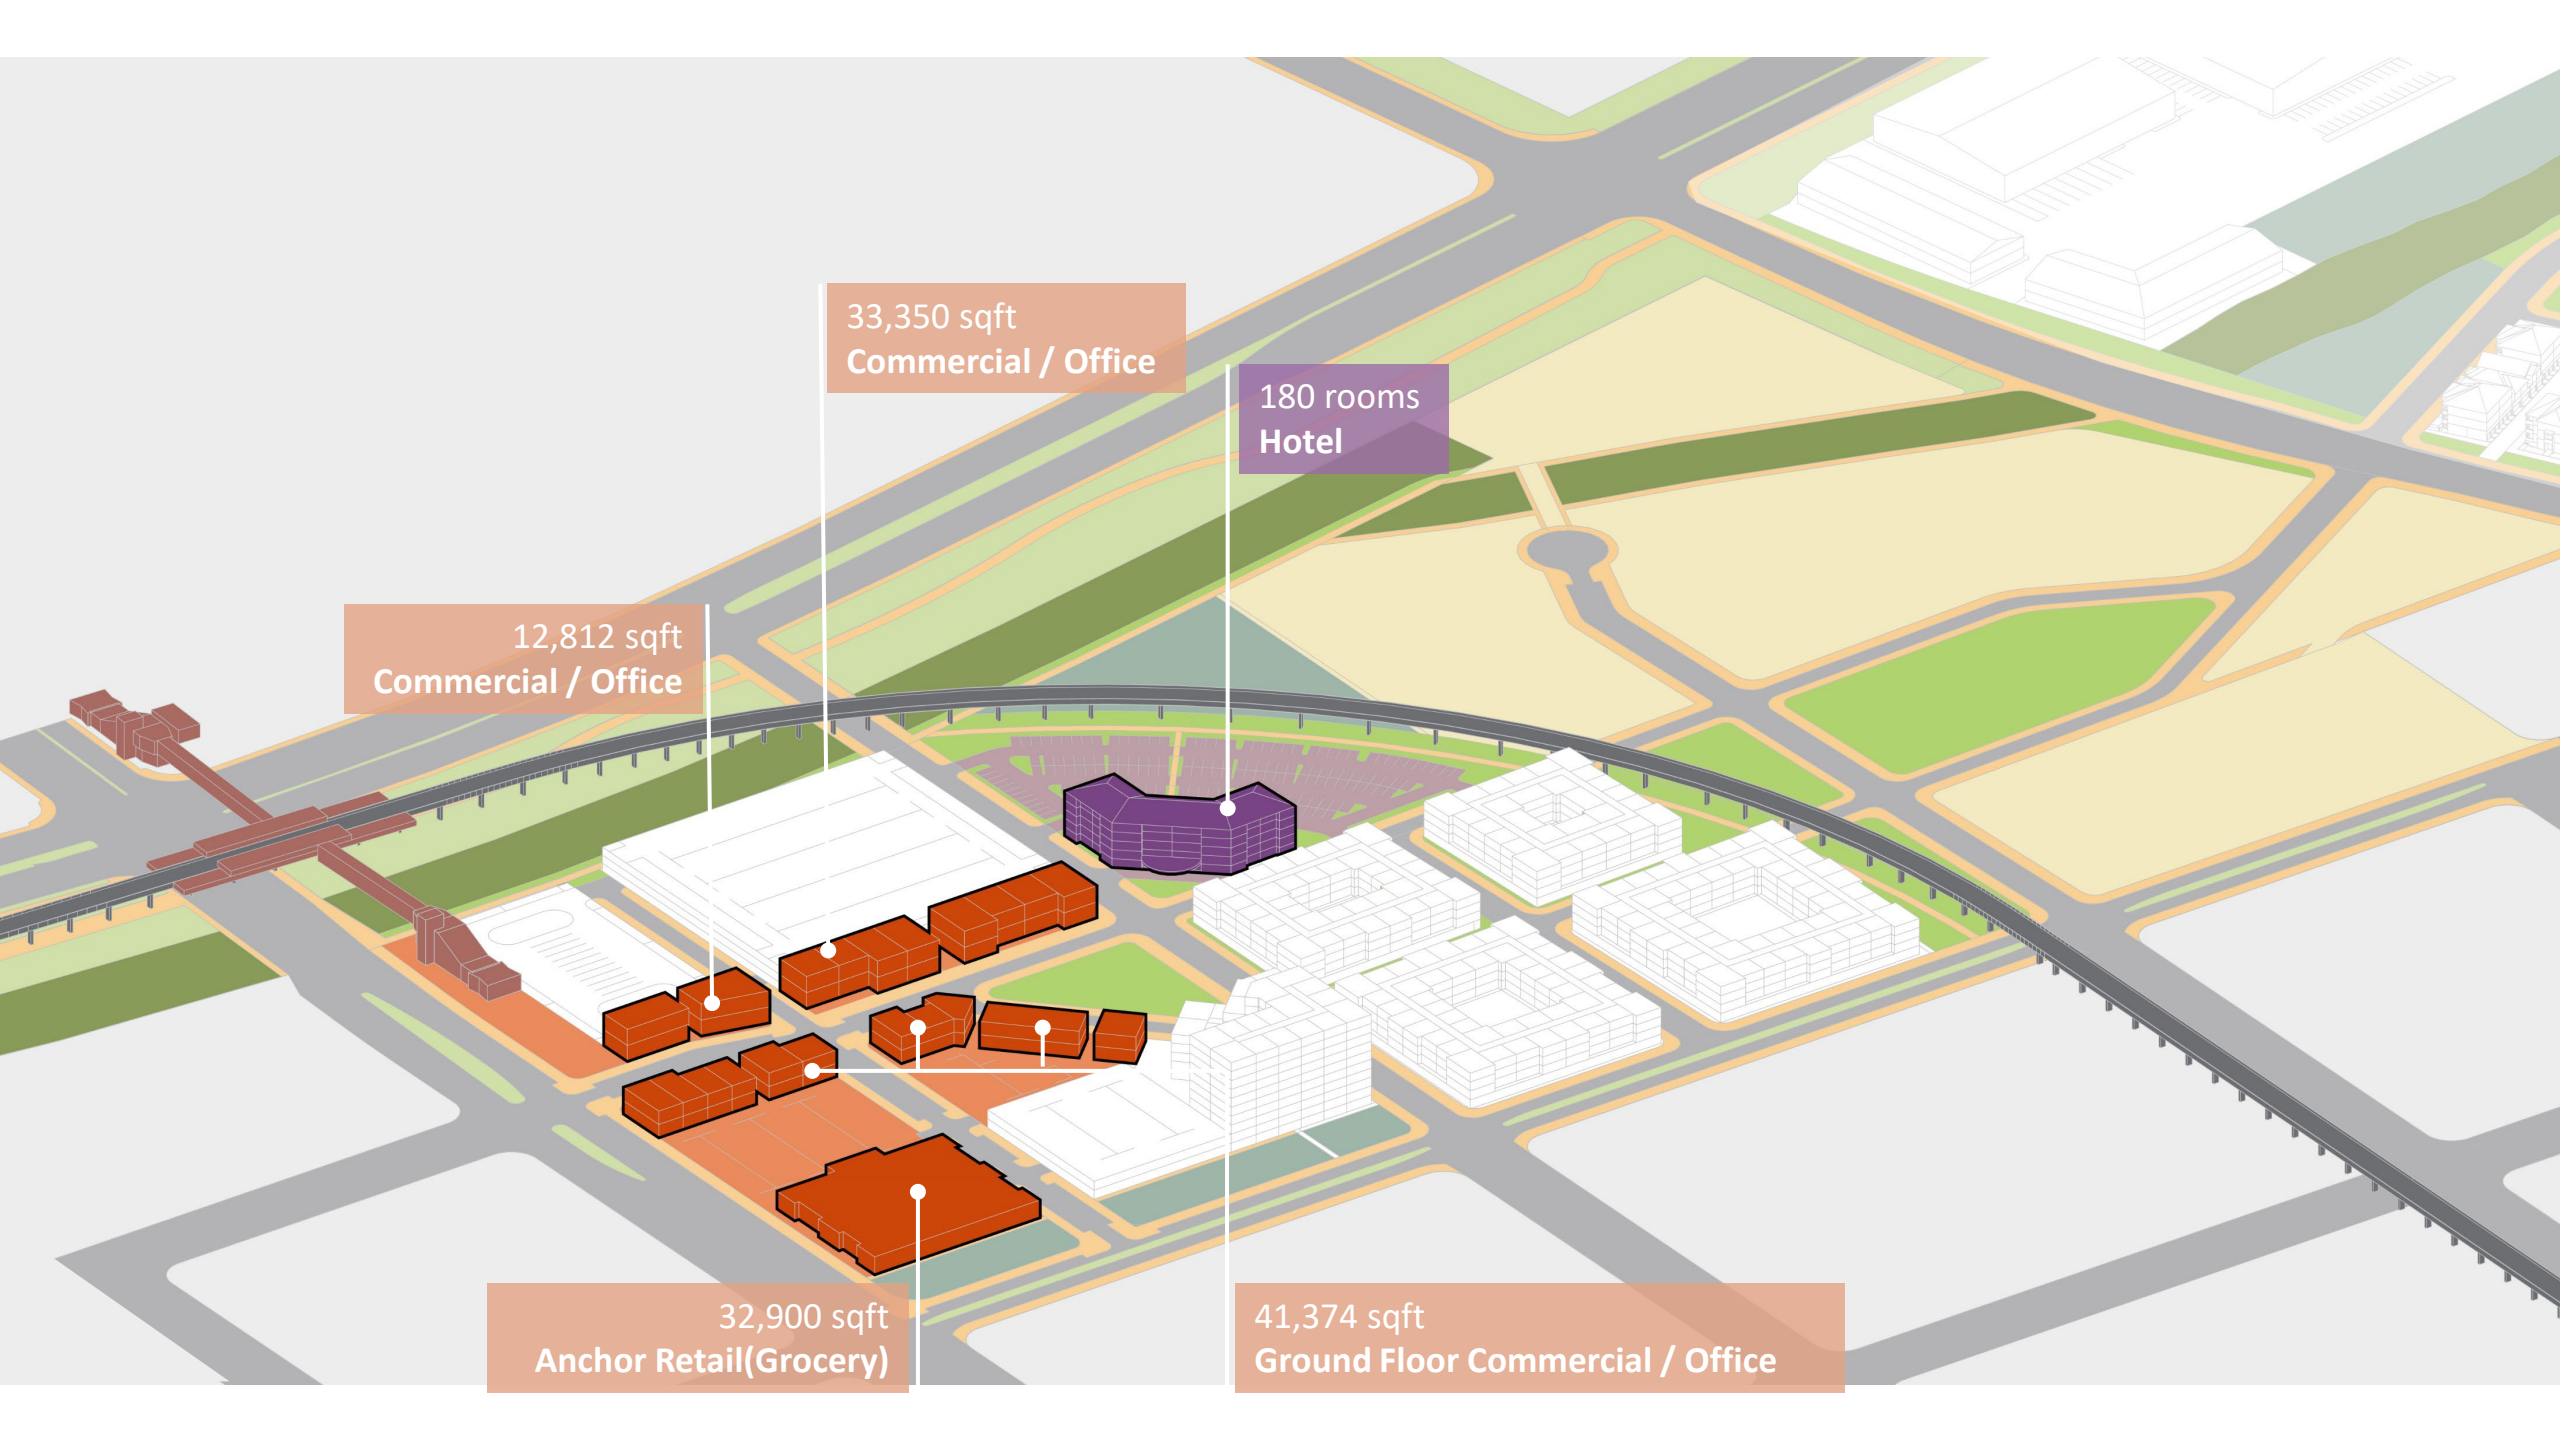 33,350 sqft
Commercial / Office
180 rooms
Hotel
12,812 sqft
Commercial / Office
32,900 sqft
Anchor Retail(Grocery)
41,374 sqft
Ground Floor Commercial / Office